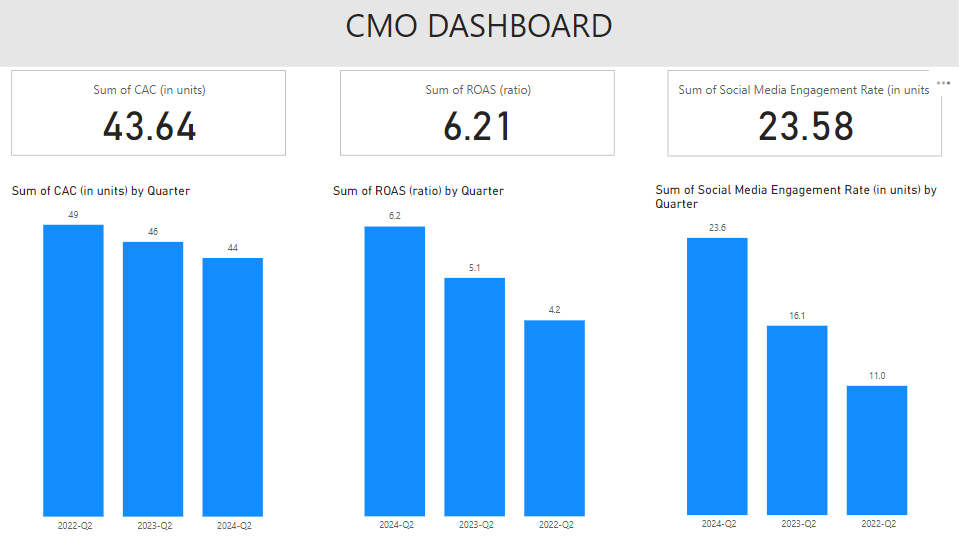 CMO DASHBOARD
Sum of CAC (in units)
43.64
Sum of ROAS (ratio)
6.21
Sum of Social Media Engagement Rate (in units
23.58
Sum of CAC (in units) by Quarter
49
46
44
2022-Q2
2023-Q2
2024-Q2
Sum of ROAS (ratio) by Quarter
6.2
5.1
4.2
2024-Q2
2023-Q2
2022-Q2
Sum of Social Media Engagement Rate (in units) by
Quarter
23.6
16.1
11.0
2024-Q2
2023-Q2
2022-Q2